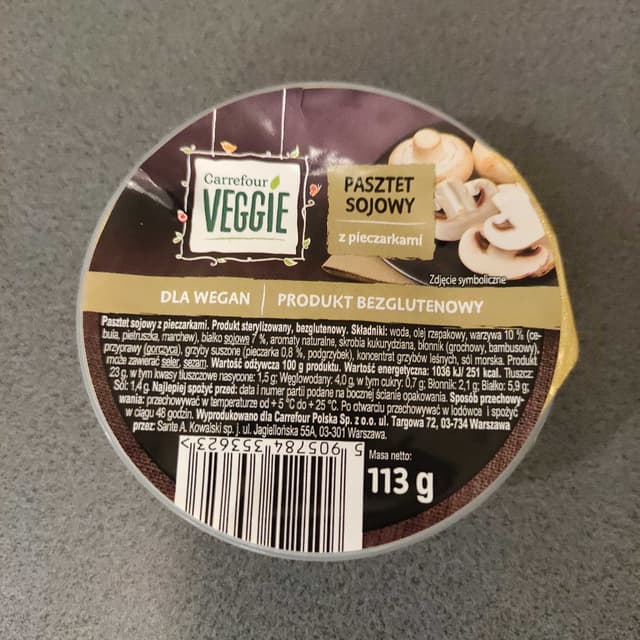 Carrefour
VEGGIE
PASZTET
SOJOWY
z pieczarkami
Zdjęcie symboliczne
DLA WEGAN | PRODUKT BEZGLUTENOWY
Pasztet sojowy z pieczarkami. Produkt sterylizowany, bezglutenowy. Składniki: woda, olej rzepakowy, warzywa 10 % (ce-
bula, pietruszka, marchew), białko sojowe 7 %, aromaty naturalne, skrobia kukurydziana, błonnik (grochowy, bambusowy),
przyprawy (gorczyca), grzyby suszone (pieczarka 0,8 %, podgrzybek), koncentrat grzybów leśnych, sól morska. Produkt
może zawierać: seler, sezam. Wartość odżywcza 100 g produktu. Wartość energetyczna: 1036 kJ/ 251 kcal. Tłuszcz:
23 g, w tym kwasy tłuszczowe nasycone: 1,5 g; Węglowodany: 4,0 g, w tym cukry: 0,7 g; Błonnik: 2,1 g; Białko: 5,9 g;
Sól: 1,4 g. Najlepiej spożyć przed: data i numer partii podane na bocznej ściance opakowania. Sposób przechowy-
wania: przechowywać w temperaturze od + 5 °C do + 25 °C. Po otwarciu przechowywać w lodówce i spożyć
w ciągu 48 godzin. Wyprodukowano dla Carrefour Polska Sp. z o.o. ul. Targowa 72, 03-734 Warszawa
przez: Sante A. Kowalski sp. j. ul. Jagiellońska 55A, 03-301 Warszawa.
5 905784 353623 >
Masa netto:
113 g